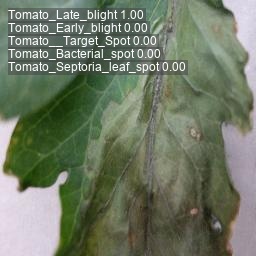 Tomato_Late_blight 1.00
Tomato_Early_blight 0.00
Tomato__Target_Spot 0.00
Tomato_Bacterial_spot 0.00
Tomato_Septoria_leaf_spot 0.00